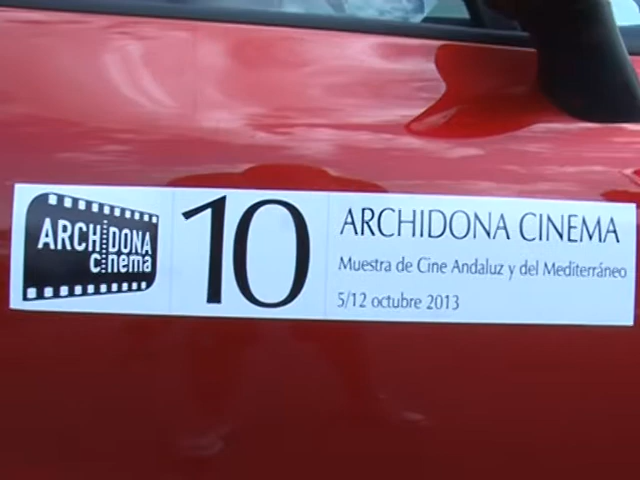 ARCHIDONA
cinema
10
ARCHIDONA CINEMA
Muestra de Cine Andaluz y del Mediterráneo
5/12 octubre 2013